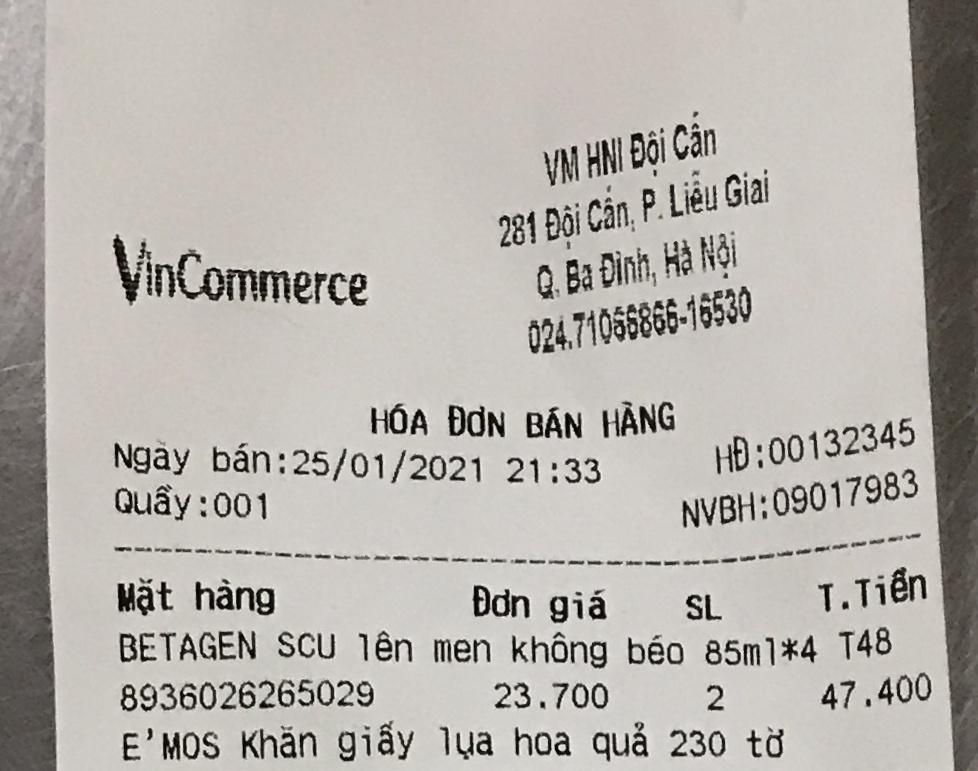 VM HNI Đội Cấn
281 Đội Cấn, P. Liễu Giai
Q. Ba Đình, Hà Nội
024.71066866-16530
VinCommerce
HÓA ĐƠN BÁN HÀNG
Ngày bán:25/01/2021 21:33 HĐ:00132345
Quầy:001 NVBH:09017983
Mặt hàng Đơn giá SL T.Tiền
BETAGEN SCU lên men không béo 85ml*4 T48
8936026265029 23.700 2 47.400
E'MOS Khăn giấy lụa hoa quả 230 tờ